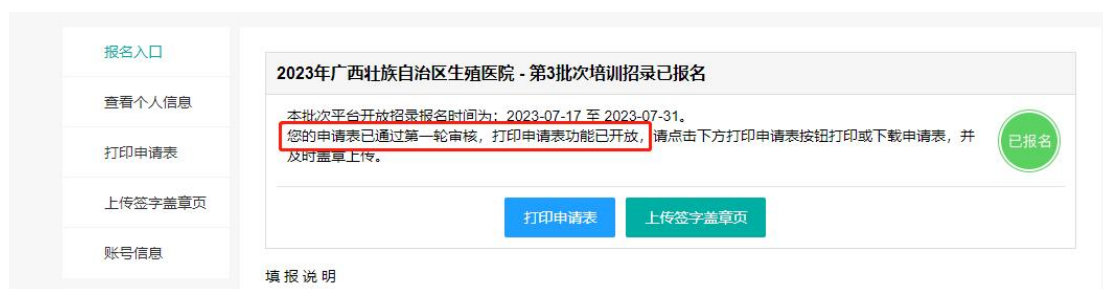 报名入口
查看个人信息
打印申请表
上传签字盖章页
账号信息
2023年广西壮族自治区生殖医院 - 第3批次培训招录已报名
本批次平台开放招录报名时间为：2023-07-17 至 2023-07-31。
您的申请表已通过第一轮审核，打印申请表功能已开放，请点击下方打印申请表按钮打印或下载申请表，并
及时盖章上传。
已报名
打印申请表
上传签字盖章页
填报说明